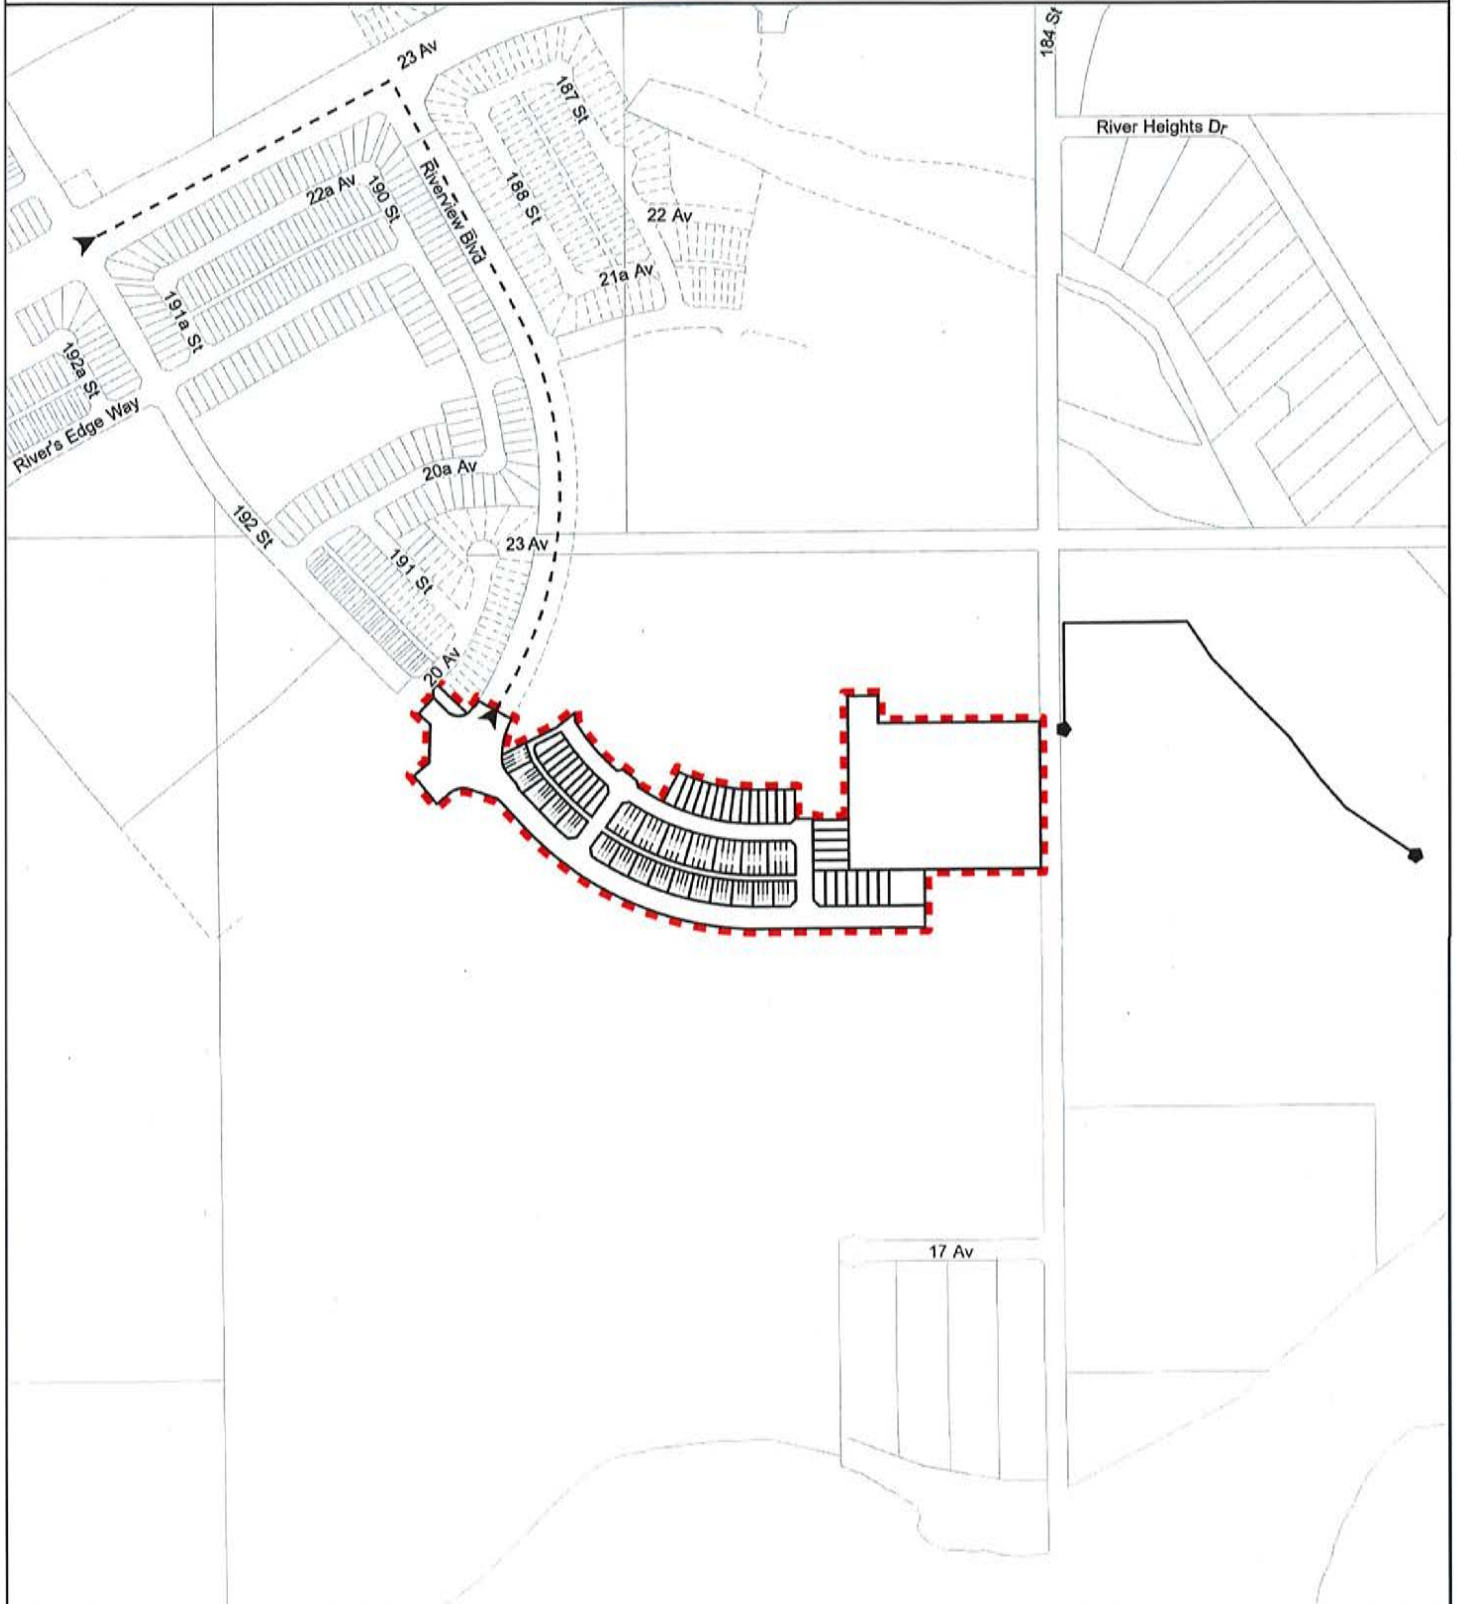 23 Av
184 St
187 St
River Heights Dr
22a Av
190 St
Riverview Blvd
188 St
22 Av
21a Av
191a St
192a St
River's Edge Way
20a Av
192 St
23 Av
191 St
20 Av
17 Av